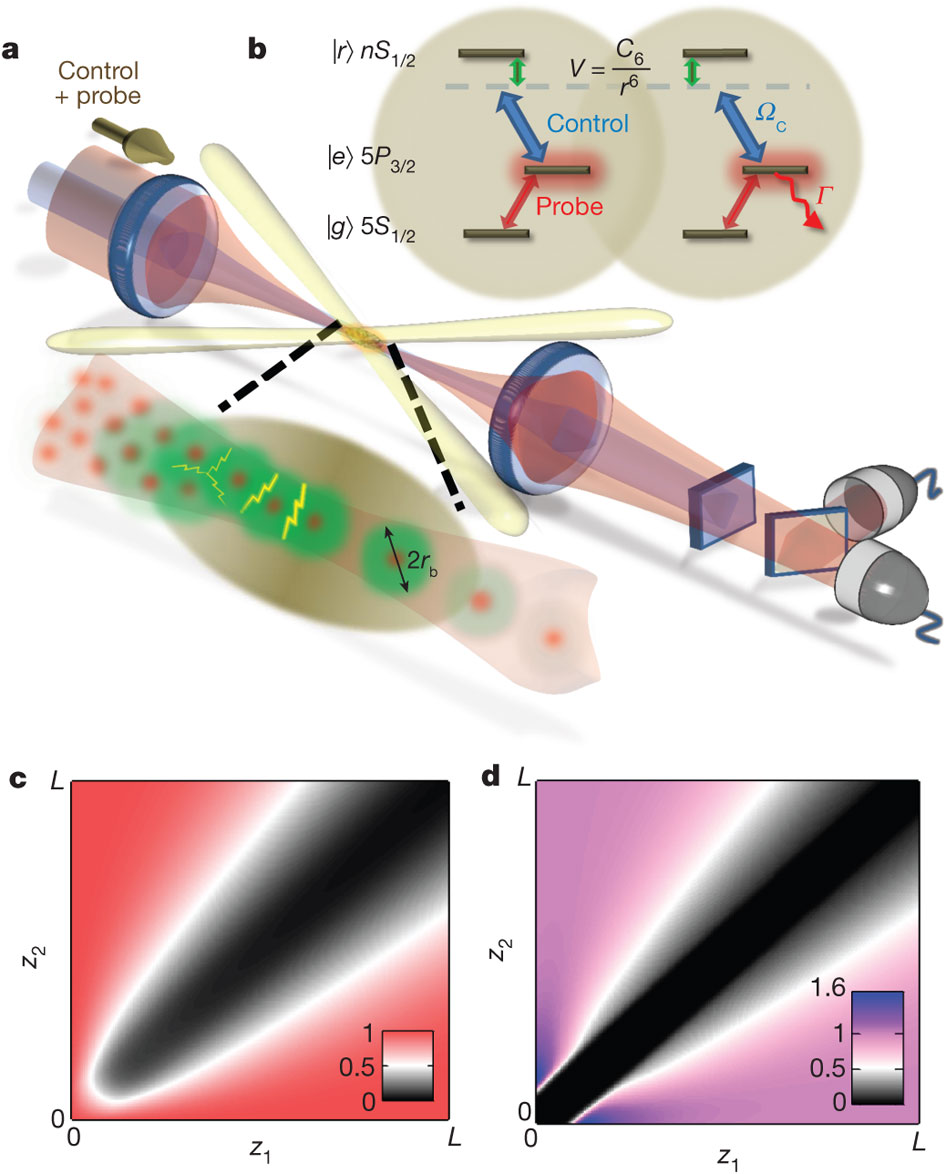 a
Control
+ probe
b
|r⟩ nS1/2
V = C6/r6
Control
Ωc
|e⟩ 5P3/2
Probe
Γ
|g⟩ 5S1/2
2rb
c
L
z2
0
0
z1
L
1
0.5
0
d
L
z2
0
0
z1
L
1.6
1
0.5
0